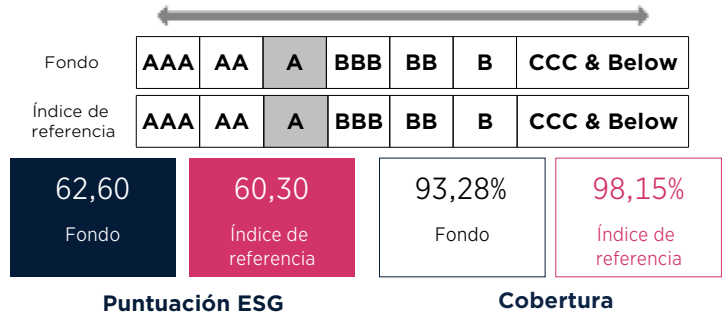 Fondo AAA AA A BBB BB B CCC & Below
Índice de
referencia AAA AA A BBB BB B CCC & Below
62,60 60,30 93,28% 98,15%
Fondo Índice de Fondo Índice de
referencia referencia
Puntuación ESG Cobertura